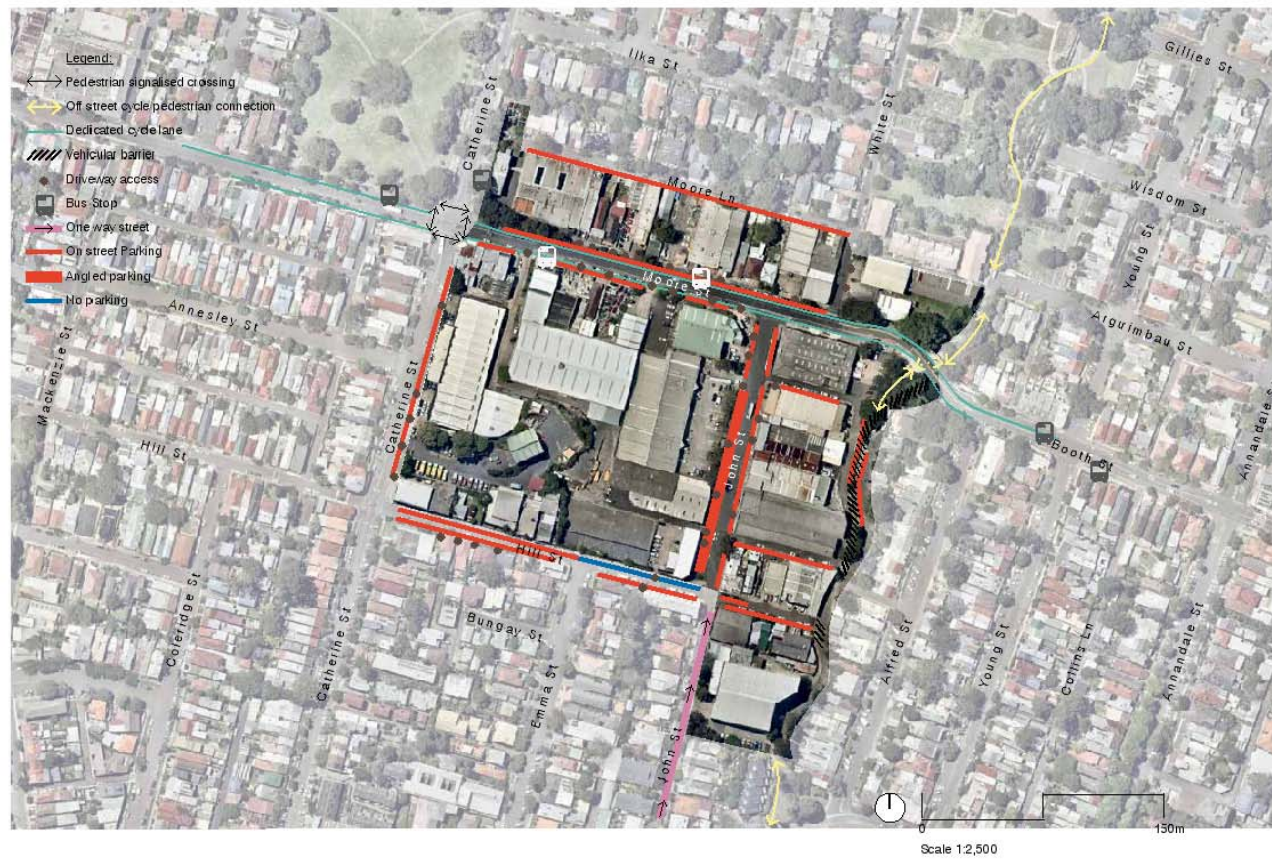 Legend:
Pedestrian signalised crossing
Off street cycle/pedestrian connection
Dedicated cycle lane
Vehicular barrier
Driveway access
Bus Stop
One way street
On street Parking
Angled parking
No parking
Ilka St
Gillies St
Catherine St
White St
Moore Ln
Wisdom St
Young St
Moore St
Annesley St
Arguimbau St
Mackenzie St
Catherine St
Hill St
John St
Booth St
Annandale S
Hill St
Coleridge St
Catherine St
Bungay St
Emma St
Alfred St
Young St
Collins Ln
Annandale St
John St
0
150m
Scale 1:2,500